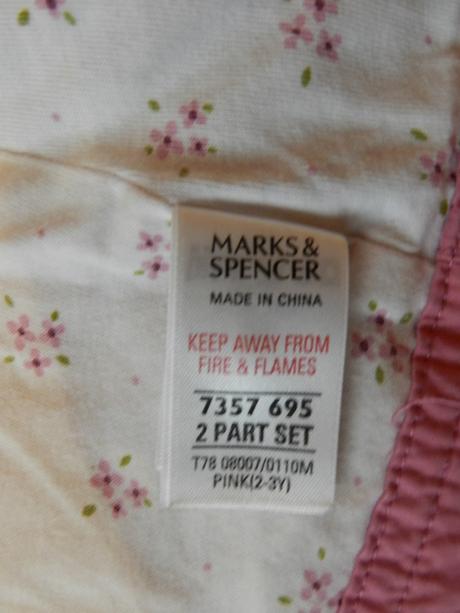 MARKS &
SPENCER
MADE IN CHINA
KEEP AWAY FROM
FIRE & FLAMES
7357 695
2 PART SET
T78 08007/0110M
PINK(2-3Y)